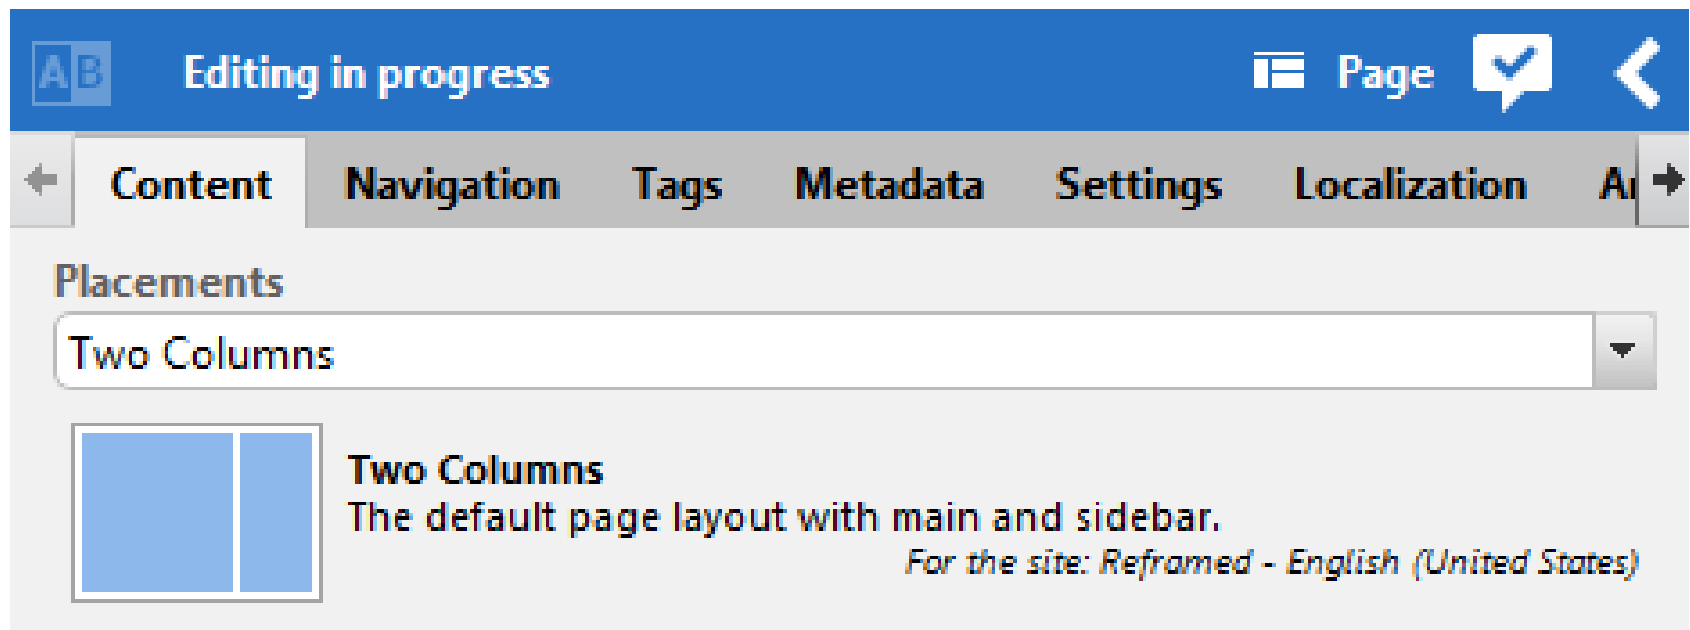 AB Editing in progress Page
Content Navigation Tags Metadata Settings Localization
Placements
Two Columns
Two Columns
The default page layout with main and sidebar.
For the site: Reframed - English (United States)